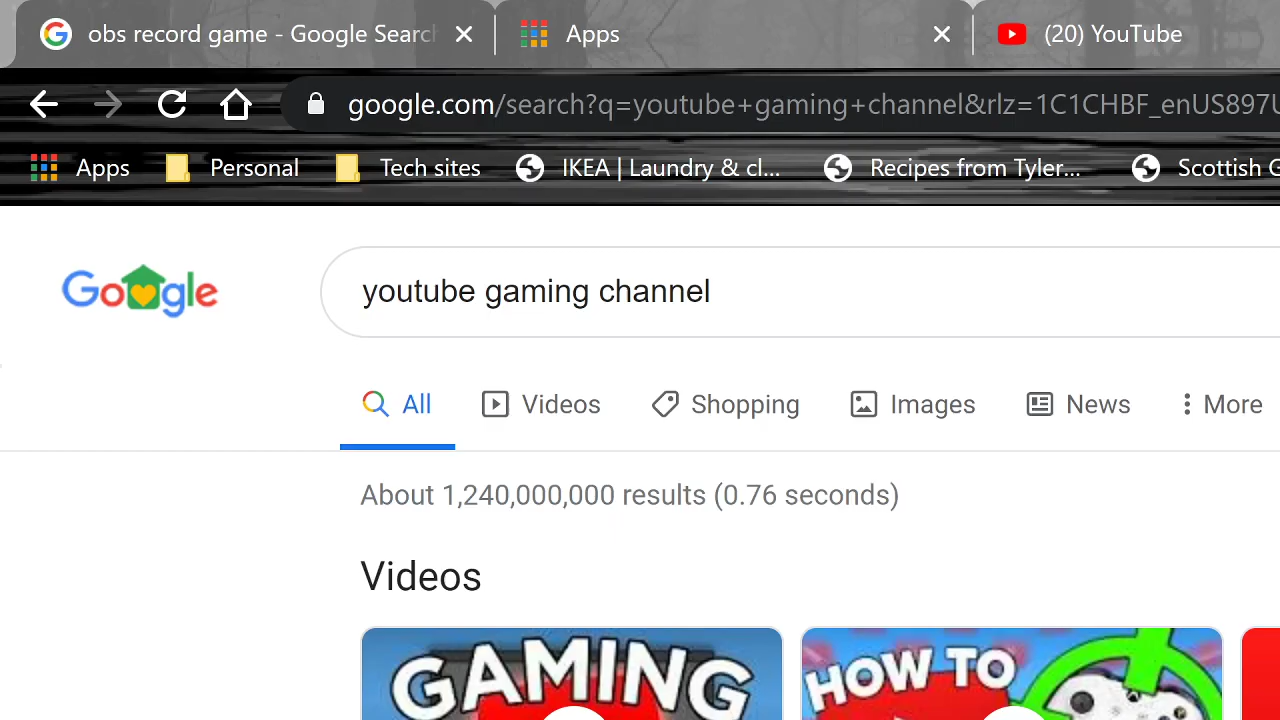 obs record game - Google Search
Apps
(20) YouTube
google.com/search?q=youtube+gaming+channel&rlz=1C1CHBF_enUS897U
Apps
Personal
Tech sites
IKEA | Laundry & cl...
Recipes from Tyler...
Scottish G
Google
youtube gaming channel
All
Videos
Shopping
Images
News
More
About 1,240,000,000 results (0.76 seconds)
Videos
GAMING
HOW TO